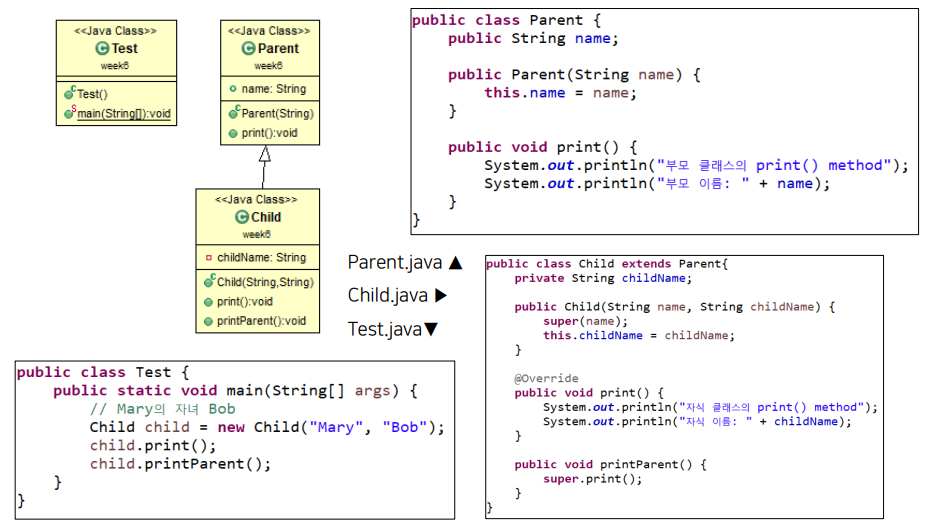 <<Java Class>>
Test
week6
Test()
main(String[]):void
<<Java Class>>
Parent
week6
name: String
Parent(String)
print():void
<<Java Class>>
Child
week6
childName: String
Child(String,String)
print():void
printParent():void
public class Parent {
    public String name;

    public Parent(String name) {
        this.name = name;
    }

    public void print() {
        System.out.println("부모 클래스의 print() method");
        System.out.println("부모 이름: " + name);
    }
}
Parent.java ▲
Child.java ▶
Test.java▼
public class Child extends Parent{
    private String childName;

    public Child(String name, String childName) {
        super(name);
        this.childName = childName;
    }

    @Override
    public void print() {
        System.out.println("자식 클래스의 print() method");
        System.out.println("자식 이름: " + childName);
    }

    public void printParent() {
        super.print();
    }
}
public class Test {
    public static void main(String[] args) {
        // Mary의 자녀 Bob
        Child child = new Child("Mary", "Bob");
        child.print();
        child.printParent();
    }
}